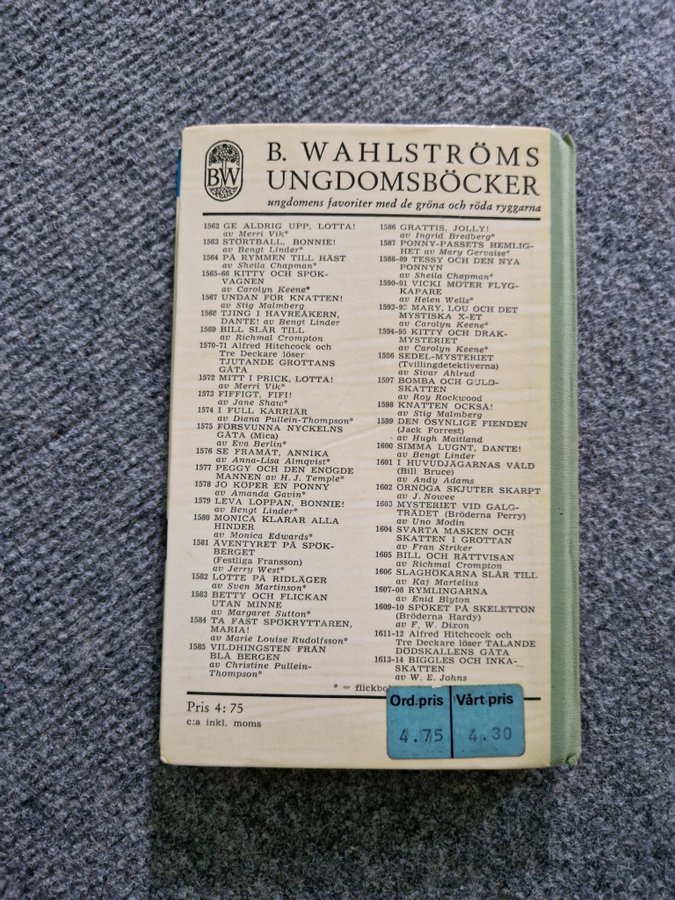 BW
B. WAHLSTRÖMS
UNGDOMSBÖCKER
ungdomens favoriter med de gröna och röda ryggarna
1562 GE ALDRIG UPP, LOTTA!
av Merri Vik*
1563 STÖRTBALL, BONNIE!
av Bengt Linder*
1564 PÅ RYMMEN TILL HÄST
av Sheila Chapman*
1565-66 KITTY OCH SPÖK-
VAGNEN
av Carolyn Keene*
1567 UNDAN FÖR KNATTEN!
av Stig Malmberg
1568 TJING I HAVREÅKERN,
DANTE! av Bengt Linder
1569 BILL SLÅR TILL
av Richmal Crompton
1570-71 Alfred Hitchcock och
Tre Deckare löser
TJUTANDE GROTTANS
GÅTA
1572 MITT I PRICK, LOTTA!
av Merri Vik*
1573 FIFFIGT, FIFI!
av Jane Shaw*
1574 I FULL KARRIÄR
av Diana Pullein-Thompson*
1575 FÖRSVUNNA NYCKELNS
GÅTA (Mica)
av Eva Berlin*
1576 SE FRAMÅT, ANNIKA
av Anna-Lisa Almqvist*
1577 PEGGY OCH DEN ENÖGDE
MANNEN av H. J. Temple*
1578 JO KÖPER EN PONNY
av Amanda Gavin*
1579 LEVA LOPPAN, BONNIE!
av Bengt Linder*
1580 MONICA KLARAR ALLA
HINDER
av Monica Edwards*
1581 ÄVENTYRET PÅ SPÖK-
BERGET
(Festliga Fransson)
av Jerry West*
1582 LOTTE PÅ RIDLÄGER
av Sven Martinson*
1583 BETTY OCH FLICKAN
UTAN MINNE
av Margaret Sutton*
1584 TA FAST SPÖKRYTTAREN,
MARIA!
av Marie Louise Rudolfsson*
1585 VILDHINGSTEN FRÅN
BLÅ BERGEN
av Christine Pullein-
Thompson*
1586 GRATTIS, JOLLY!
av Ingrid Bredberg*
1587 PONNY-PASSETS HEMLIG-
HET av Mary Gervaise*
1588-89 TESSY OCH DEN NYA
PONNYN
av Sheila Chapman*
1590-91 VICKI MÖTER FLYG-
KAPARE
av Helen Wells*
1592-93 MARY, LOU OCH DET
MYSTISKA X-ET
av Carolyn Keene*
1594-95 KITTY OCH DRAK-
MYSTERIET
av Carolyn Keene*
1596 SEDEL-MYSTERIET
(Tvillingdetektiverna)
av Sivar Ahlrud
1597 BOMBA OCH GULD-
SKATTEN
av Roy Rockwood
1598 KNATTEN OCKSÅ!
av Stig Malmberg
1599 DEN OSYNLIGE FIENDEN
(Jack Forrest)
av Hugh Maitland
1600 SIMMA LUGNT, DANTE!
av Bengt Linder
1601 I HUVUDJÄGARNAS VÅLD
(Bill Bruce)
av Andy Adams
1602 ÖRNÖGA SKJUTER SKARPT
av J. Nowee
1603 MYSTERIET VID GALG-
TRÄDET (Bröderna Perry)
av Uno Modin
1604 SVARTA MASKEN OCH
SKATTEN I GROTTAN
av Fran Striker
1605 BILL OCH RÄTTVISAN
av Richmal Crompton
1606 SLAGHÖKARNA SLÅR TILL
av Kaj Martelius
1607-08 RYMLINGARNA
av Enid Blyton
1609-10 SPÖKET PÅ SKELETTÖN
(Bröderna Hardy)
av F. W. Dixon
1611-12 Alfred Hitchcock och
Tre Deckare löser TALANDE
DÖDSKALLENS GÅTA
1613-14 BIGGLES OCH INKA-
SKATTEN
av W. E. Johns
* = flickbok
Pris 4: 75
c:a inkl. moms
Ord.pris Vårt pris
4.75 4.30